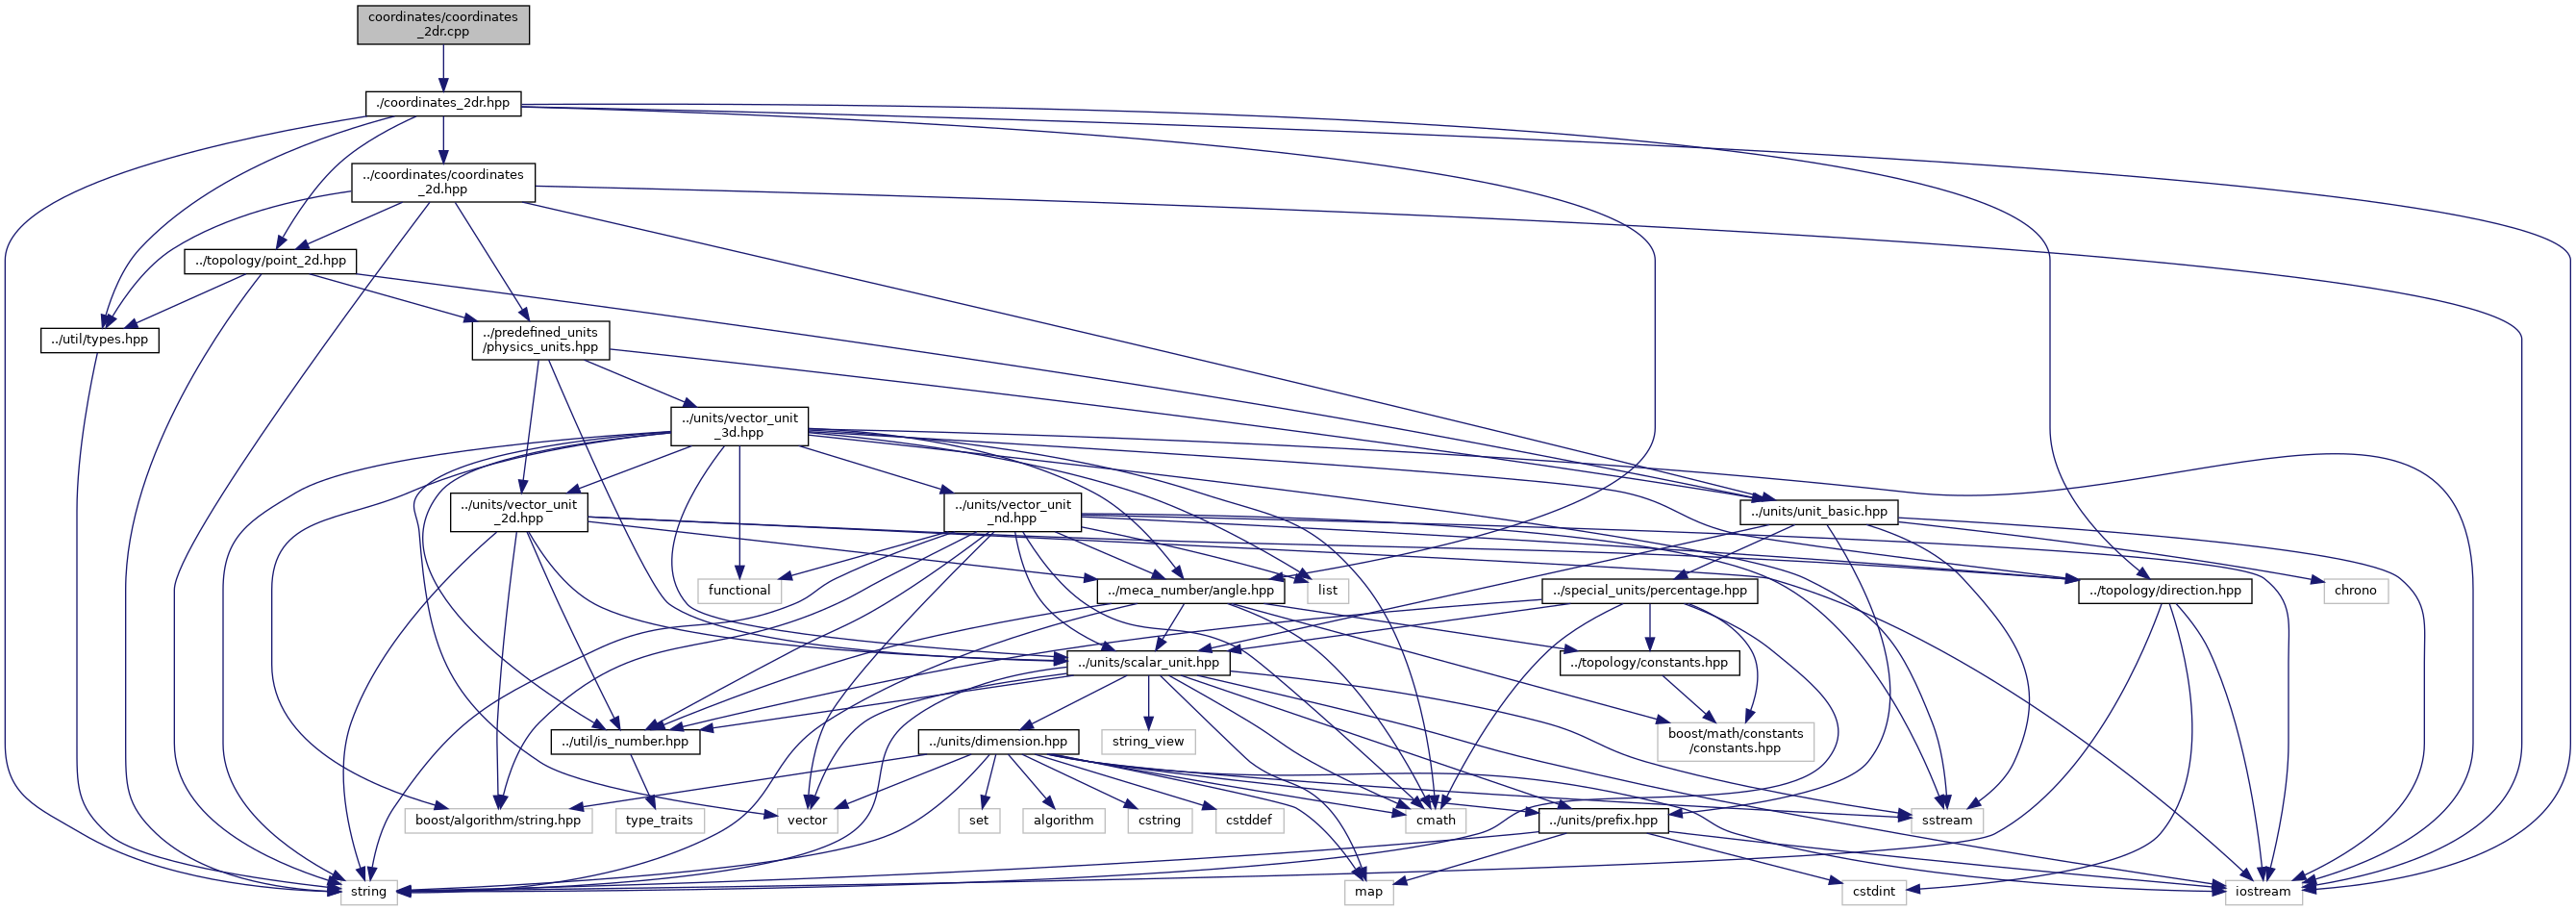 coordinates/coordinates
_2dr.cpp
./coordinates_2dr.hpp
../coordinates/coordinates
_2d.hpp
../topology/point_2d.hpp
../util/types.hpp
../predefined_units
/physics_units.hpp
../units/vector_unit
_3d.hpp
../units/vector_unit
_2d.hpp
../units/vector_unit
_nd.hpp
../units/unit_basic.hpp
functional
../meca_number/angle.hpp
list
../special_units/percentage.hpp
../topology/direction.hpp
chrono
../units/scalar_unit.hpp
../topology/constants.hpp
../util/is_number.hpp
../units/dimension.hpp
string_view
boost/math/constants
/constants.hpp
boost/algorithm/string.hpp
type_traits
vector
set
algorithm
cstring
cstddef
cmath
../units/prefix.hpp
sstream
string
map
cstdint
iostream